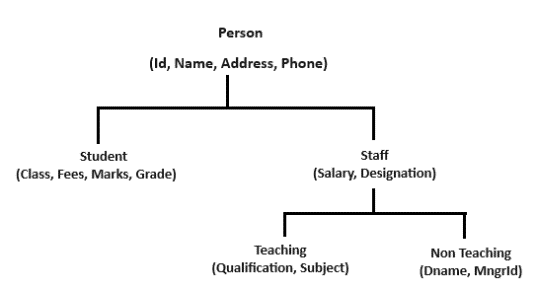 Person
(Id, Name, Address, Phone)
Student
(Class, Fees, Marks, Grade)
Staff
(Salary, Designation)
Teaching
(Qualification, Subject)
Non Teaching
(Dname, MngrId)